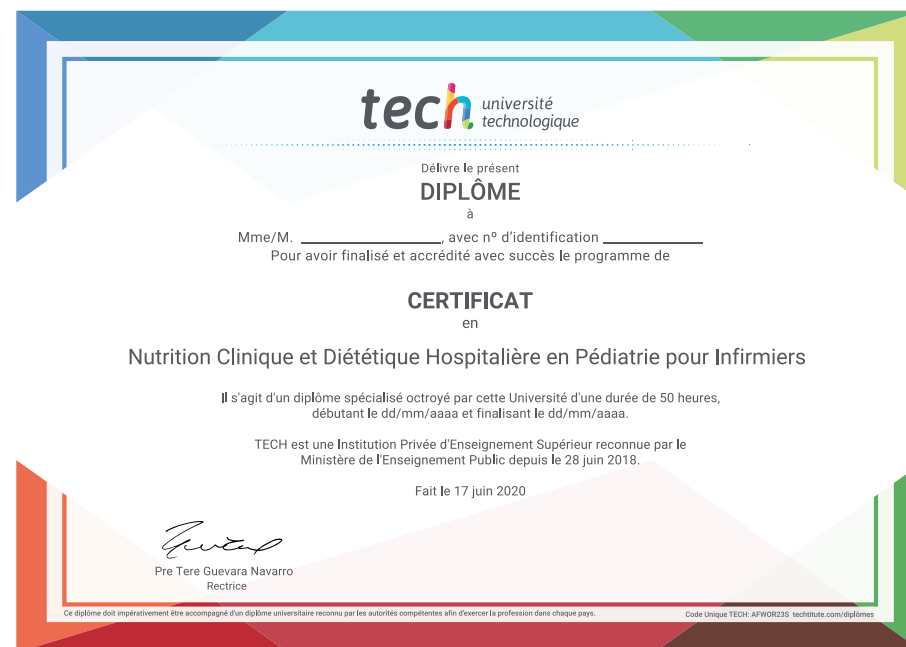 tech université
technologique
Délivre le présent
DIPLÔME
à
Mme/M. ____________________, avec nº d'identification ______________
Pour avoir finalisé et accrédité avec succès le programme de
CERTIFICAT
en
Nutrition Clinique et Diététique Hospitalière en Pédiatrie pour Infirmiers
Il s'agit d'un diplôme spécialisé octroyé par cette Université d'une durée de 50 heures,
débutant le dd/mm/aaaa et finalisant le dd/mm/aaaa.
TECH est une Institution Privée d'Enseignement Supérieur reconnue par le
Ministère de l'Enseignement Public depuis le 28 juin 2018.
Fait le 17 juin 2020
Pre Tere Guevara Navarro
Rectrice
Ce diplôme doit impérativement être accompagné d'un diplôme universitaire reconnu par les autorités compétentes afin d'exercer la profession dans chaque pays.
Code Unique TECH: AFWOR23S techtitute.com/diplômes